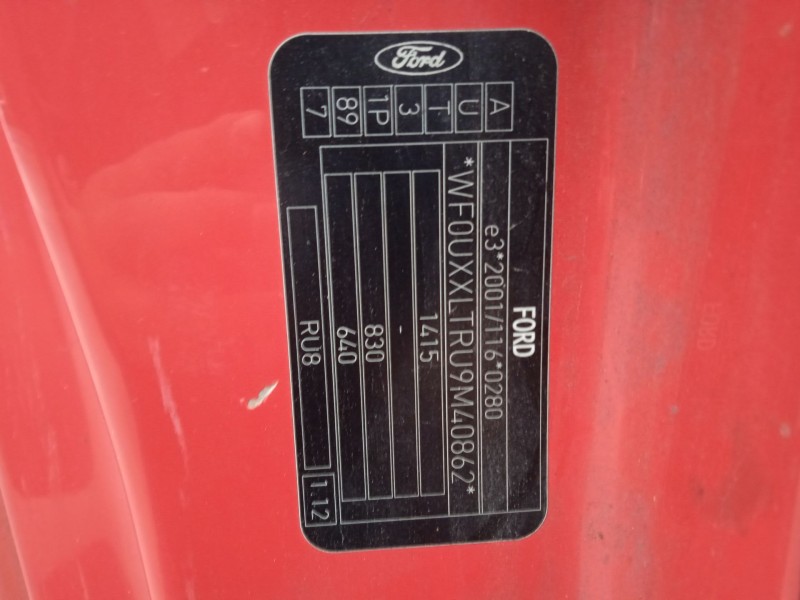 Ford
A
U
T
3
1P
89
7
FORD
e3*2001/116*0280
*WF0UXXLTRU9M40862*
1415
830
640
RU8
1.12